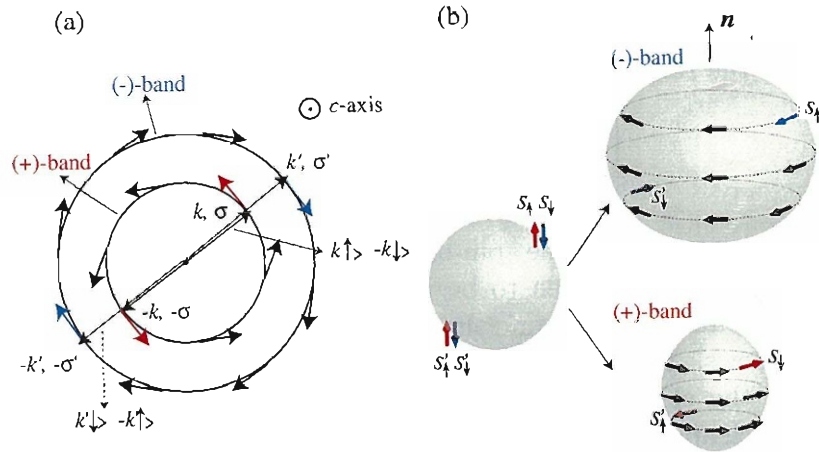 (a)
(-)-band
c-axis
(+)-band
k', σ'
k, σ
k↑> -k↓>
-k, -σ
-k', -σ'
k'↓> -k'↑>
(b)
n
(-)-band
S↑
S'↓
S↑ S↓
S'↑ S'↓
(+)-band
S↓
S'↑